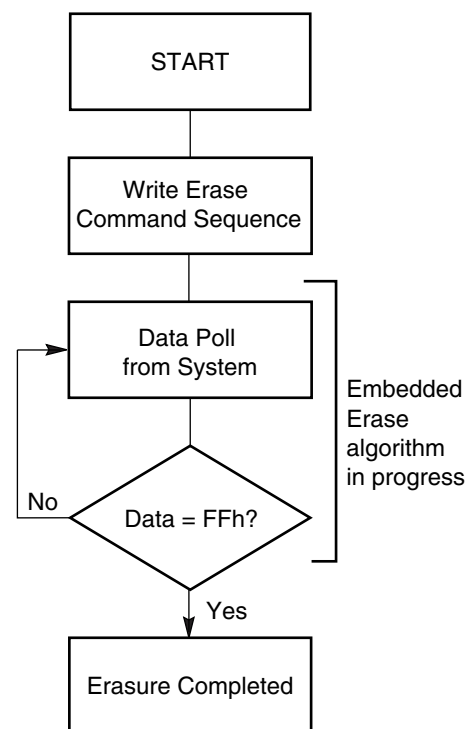 START
Write Erase
Command Sequence
Data Poll
from System
Embedded
Erase
algorithm
in progress
No
Data = FFh?
Yes
Erasure Completed